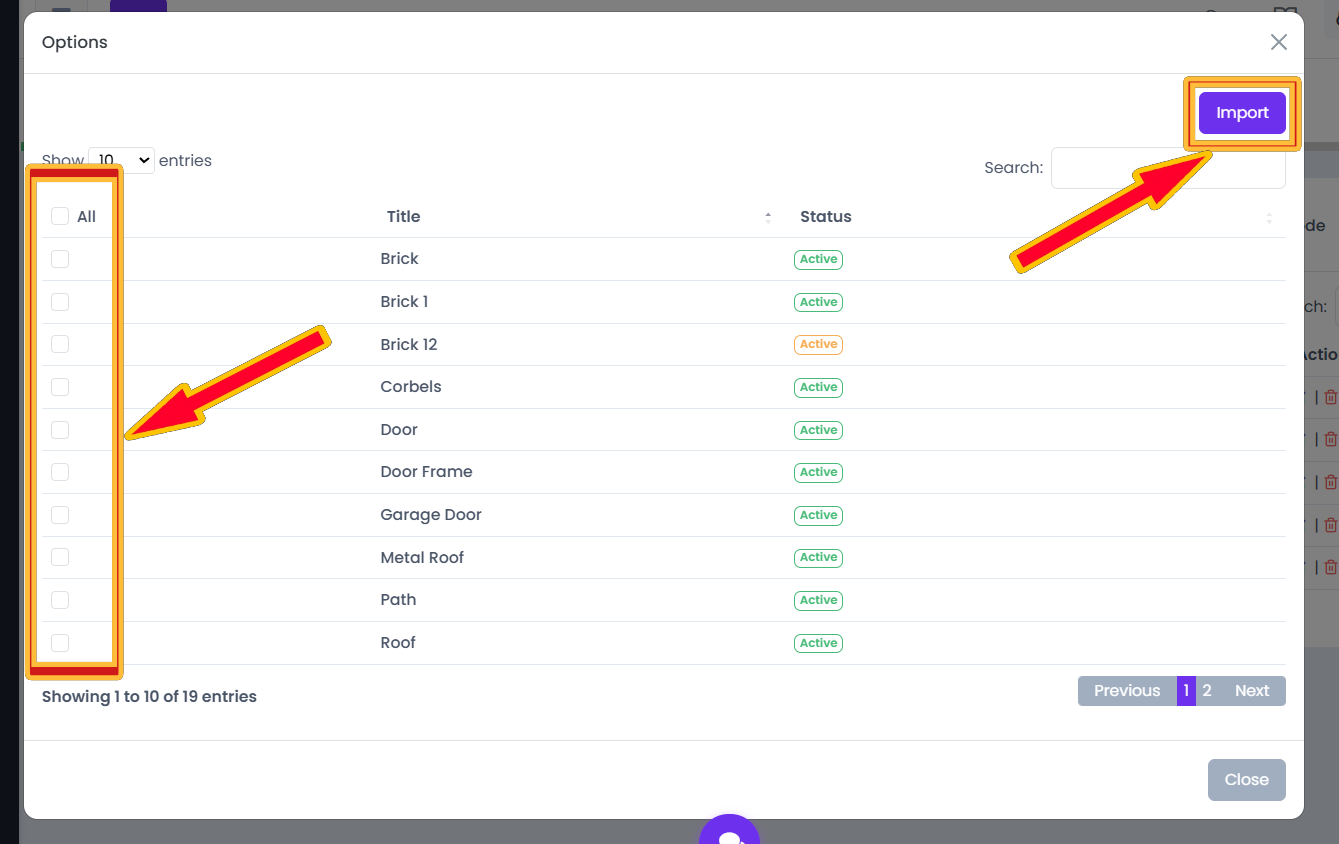 Options
Import
Show 10 entries
Search:
All Title Status
Brick Active
Brick 1 Active
Brick 12 Active
Corbels Active
Door Active
Door Frame Active
Garage Door Active
Metal Roof Active
Path Active
Roof Active
Showing 1 to 10 of 19 entries
Previous 1 2 Next
Close
de
ch:
Actio
|
|
|
|
|